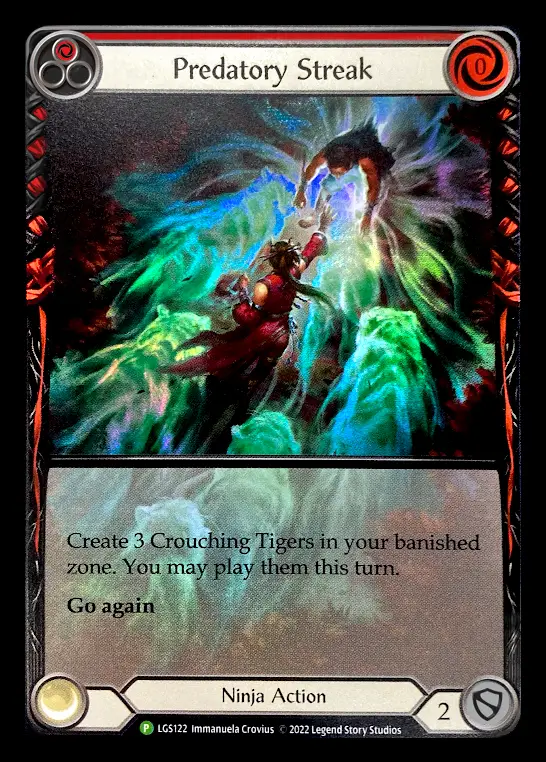 Predatory Streak
0
Create 3 Crouching Tigers in your banished
zone. You may play them this turn.
Go again
Ninja Action
2
P LGS122 Immanuela Crovius © 2022 Legend Story Studios